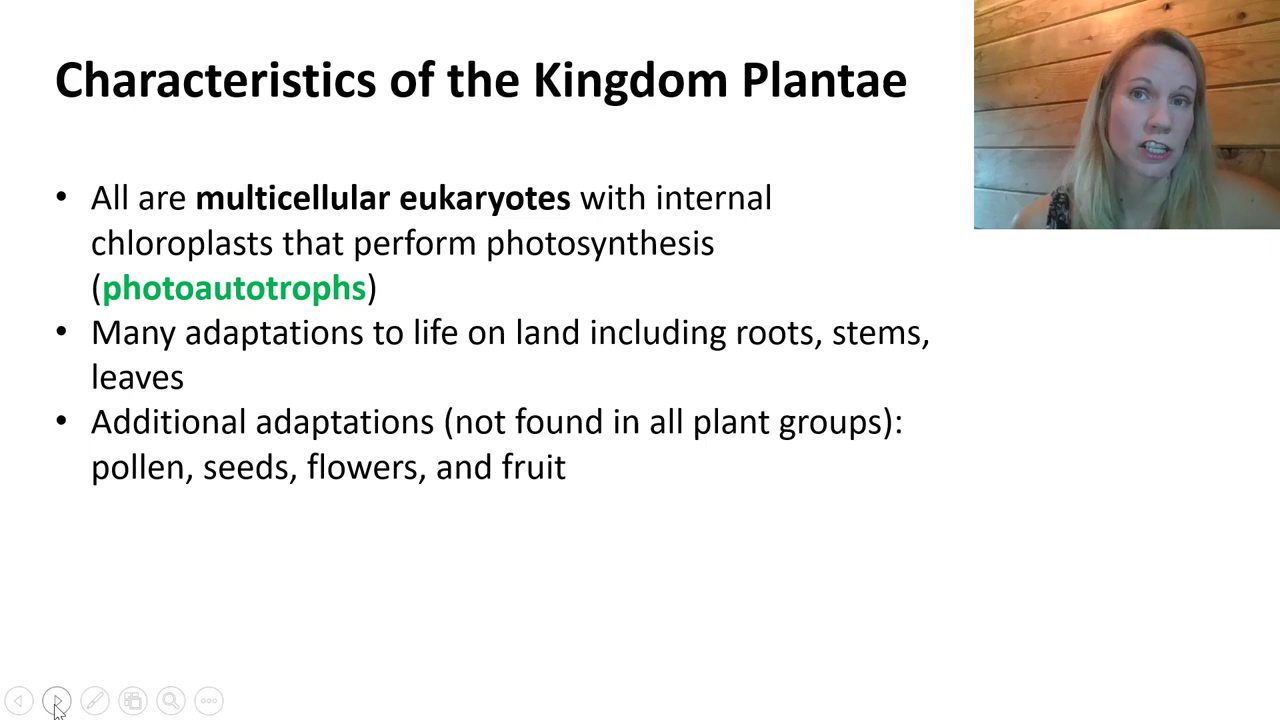 Characteristics of the Kingdom Plantae
• All are multicellular eukaryotes with internal
chloroplasts that perform photosynthesis
(photoautotrophs)
• Many adaptations to life on land including roots, stems,
leaves
• Additional adaptations (not found in all plant groups):
pollen, seeds, flowers, and fruit